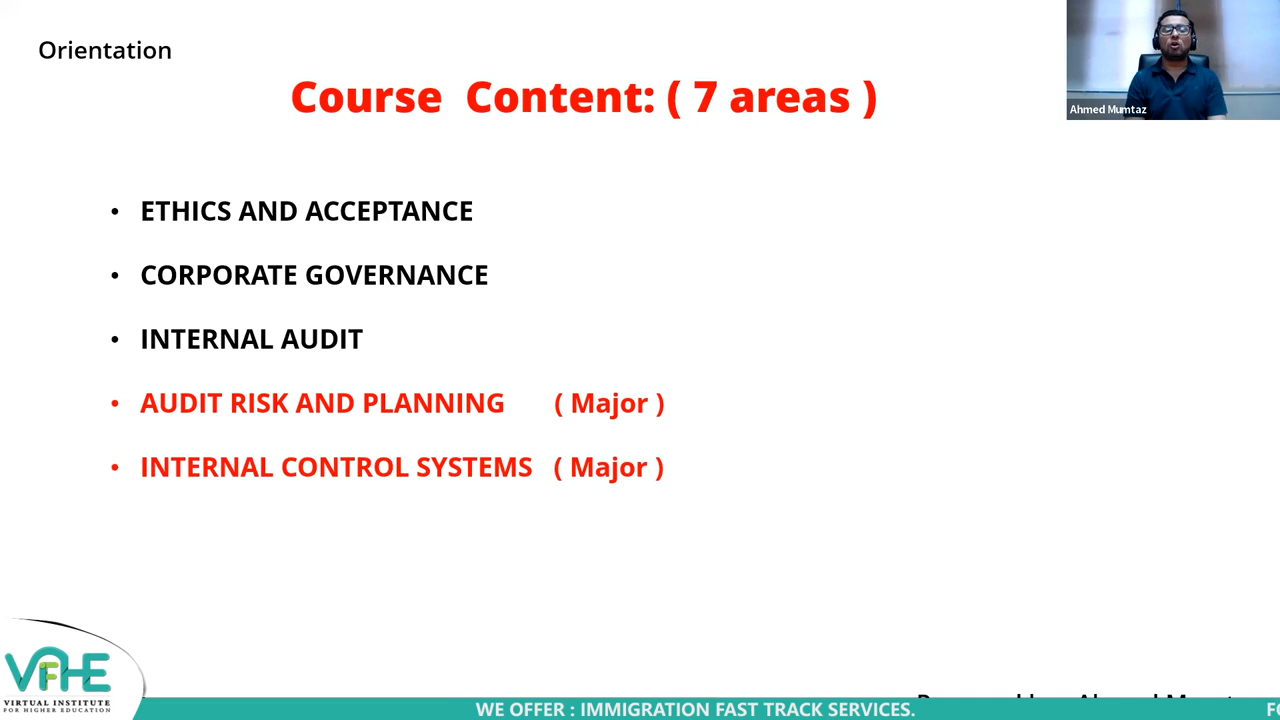 Orientation
Course Content: ( 7 areas )
Ahmed Mumtaz
• ETHICS AND ACCEPTANCE
• CORPORATE GOVERNANCE
• INTERNAL AUDIT
• AUDIT RISK AND PLANNING ( Major )
• INTERNAL CONTROL SYSTEMS ( Major )
VIFHE
VIRTUAL INSTITUTE
FOR HIGHER EDUCATION
WE OFFER : IMMIGRATION FAST TRACK SERVICES.